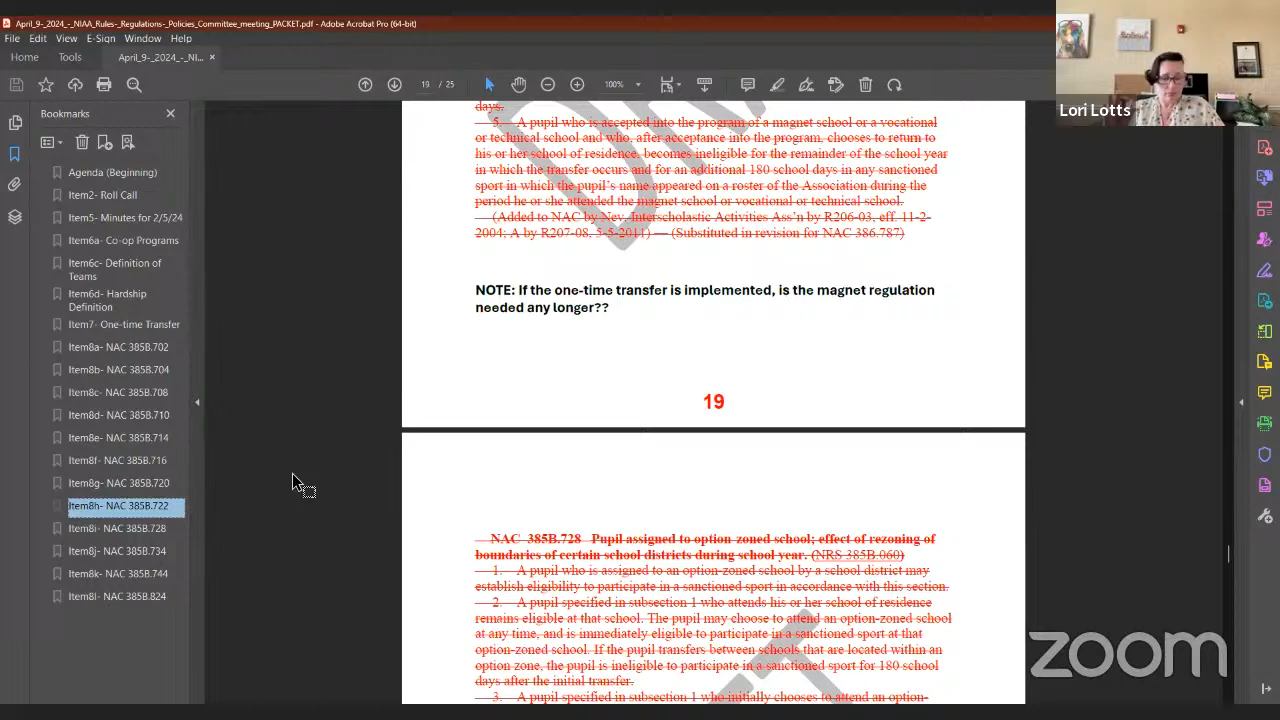 April_9-_2024_-_NIAA_Rules-_Regulations-_Policies_Committee_meeting_PACKET.pdf - Adobe Acrobat Pro (64-bit)
File Edit View E-Sign Window Help
Home Tools April_9-_2024_-_NI... ×
19 / 25 100%
Lori Lotts
Bookmarks
Agenda (Beginning)
Item2- Roll Call
Item5- Minutes for 2/5/24
Item6a- Co-op Programs
Item6c- Definition of
Teams
Item6d- Hardship
Definition
Item7- One-time Transfer
Item8a- NAC 385B.702
Item8b- NAC 385B.704
Item8c- NAC 385B.708
Item8d- NAC 385B.710
Item8e- NAC 385B.714
Item8f- NAC 385B.716
Item8g- NAC 385B.720
Item8h- NAC 385B.722
Item8i- NAC 385B.728
Item8j- NAC 385B.734
Item8k- NAC 385B.744
Item8l- NAC 385B.824
days.
5. A pupil who is accepted into the program of a magnet school or a vocational
or technical school and who, after acceptance into the program, chooses to return to
his or her school of residence, becomes ineligible for the remainder of the school year
in which the transfer occurs and for an additional 180 school days in any sanctioned
sport in which the pupil's name appeared on a roster of the Association during the
period he or she attended the magnet school or vocational or technical school.
(Added to NAC by Nev. Interscholastic Activities Ass'n by R206-03, eff. 11-2-
2004; A by R207-08, 5-5-2011) — (Substituted in revision for NAC 386.787)
NOTE: If the one-time transfer is implemented, is the magnet regulation
needed any longer??
19
NAC 385B.728 Pupil assigned to option-zoned school; effect of rezoning of
boundaries of certain school districts during school year. (NRS 385B.060)
1. A pupil who is assigned to an option-zoned school by a school district may
establish eligibility to participate in a sanctioned sport in accordance with this section.
2. A pupil specified in subsection 1 who attends his or her school of residence
remains eligible at that school. The pupil may choose to attend an option-zoned school
at any time, and is immediately eligible to participate in a sanctioned sport at that
option-zoned school. If the pupil transfers between schools that are located within an
option zone, the pupil is ineligible to participate in a sanctioned sport for 180 school
days after the initial transfer.
3. A pupil specified in subsection 1 who initially chooses to attend an option-
zoom